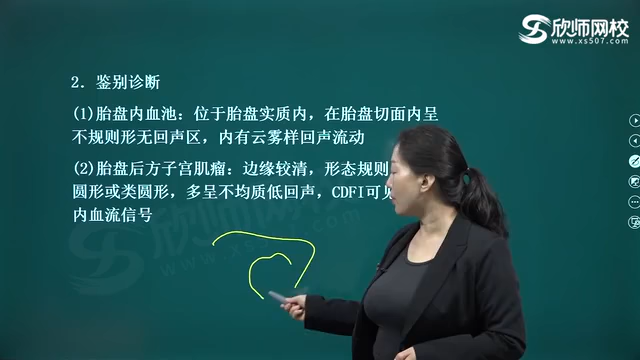 欣师网校
www.xs507.com
2. 鉴别诊断
(1)胎盘内血池：位于胎盘实质内，在胎盘切面内呈
不规则形无回声区，内有云雾样回声流动
(2)胎盘后方子宫肌瘤：边缘较清，形态规则
圆形或类圆形，多呈不均质低回声，CDFI可见
内血流信号
欣师网校